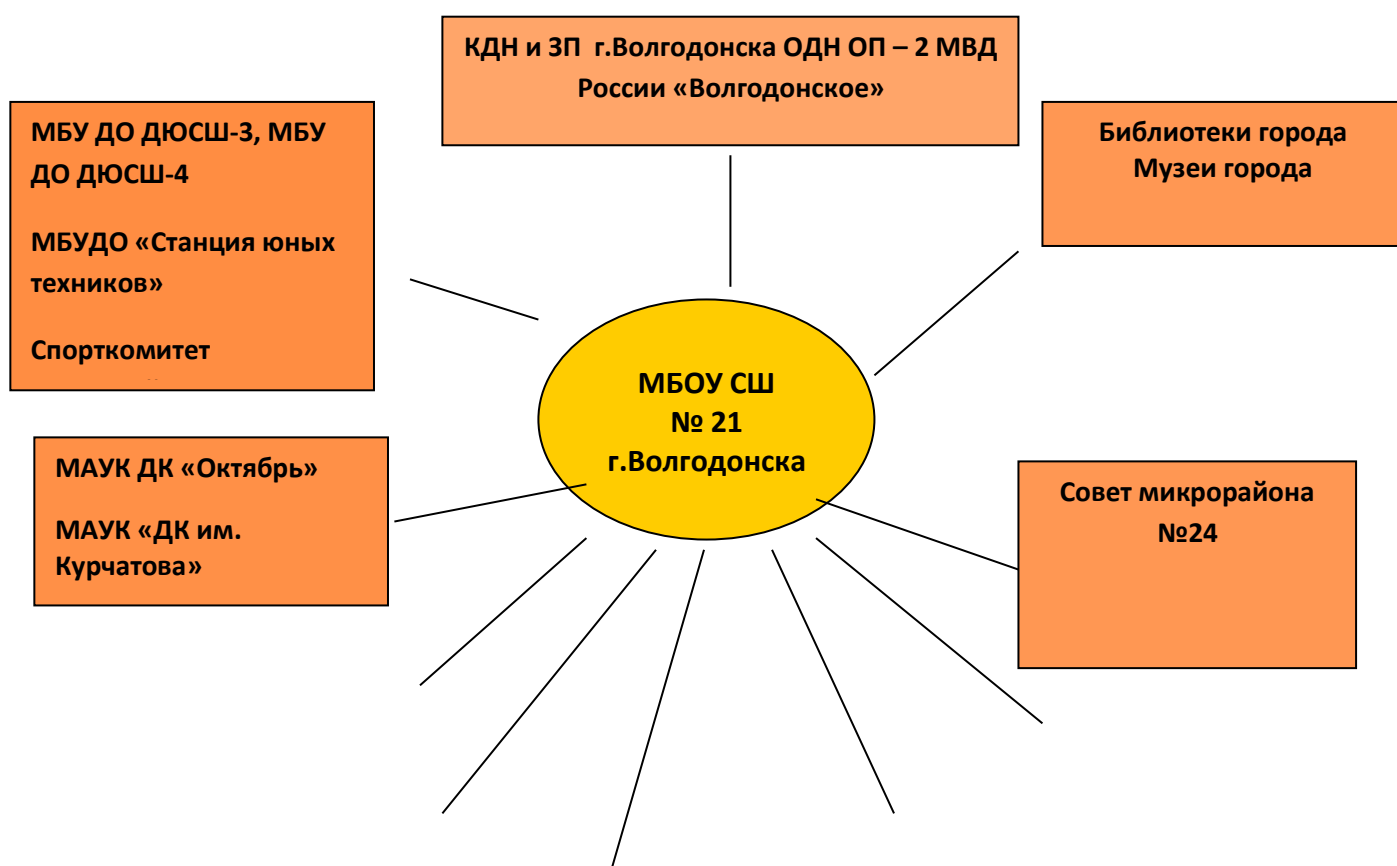 КДН и ЗП г.Волгодонска ОДН ОП – 2 МВД
России «Волгодонское»
МБУ ДО ДЮСШ-3, МБУ
ДО ДЮСШ-4
МБУДО «Станция юных
техников»
Спорткомитет
Библиотеки города
Музеи города
МБОУ СШ
№ 21
г.Волгодонска
МАУК ДК «Октябрь»
МАУК «ДК им.
Курчатова»
Совет микрорайона
№24